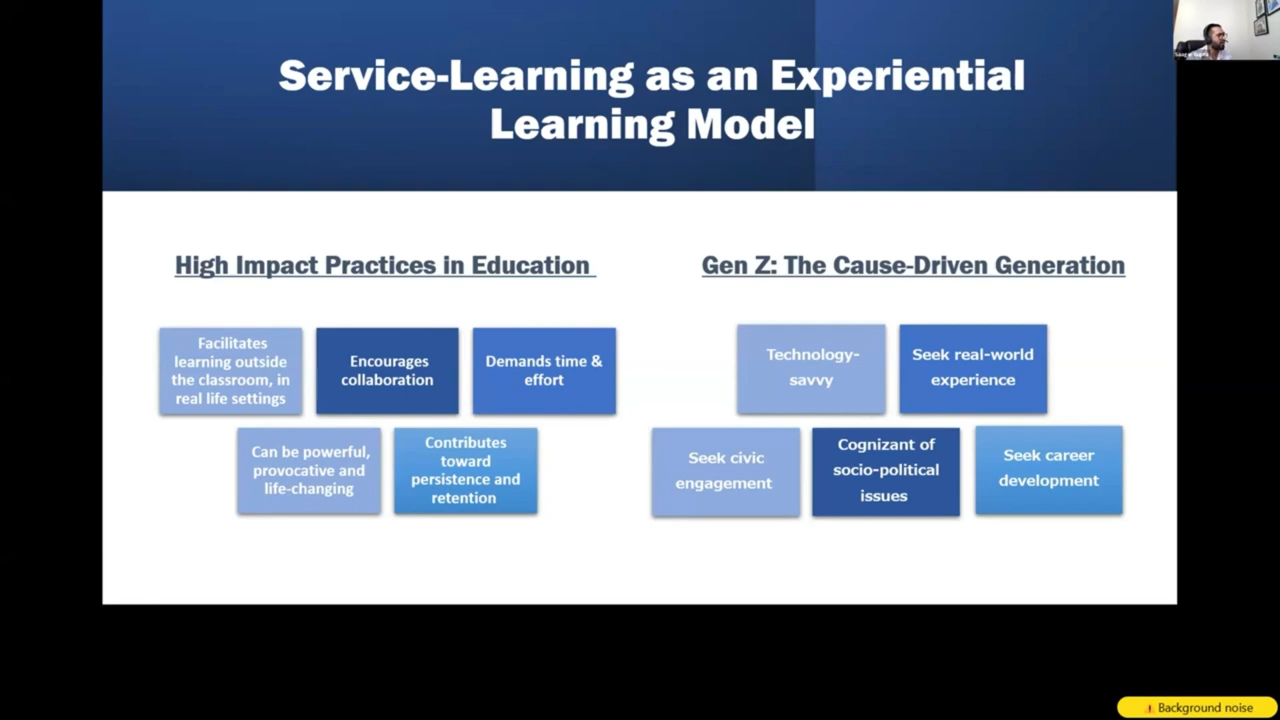 Service-Learning as an Experiential
Learning Model
High Impact Practices in Education
Facilitates
learning outside
the classroom, in
real life settings
Encourages
collaboration
Demands time &
effort
Can be powerful,
provocative and
life-changing
Contributes
toward
persistence and
retention
Gen Z: The Cause-Driven Generation
Technology-
savvy
Seek real-world
experience
Seek civic
engagement
Cognizant of
socio-political
issues
Seek career
development
Background noise